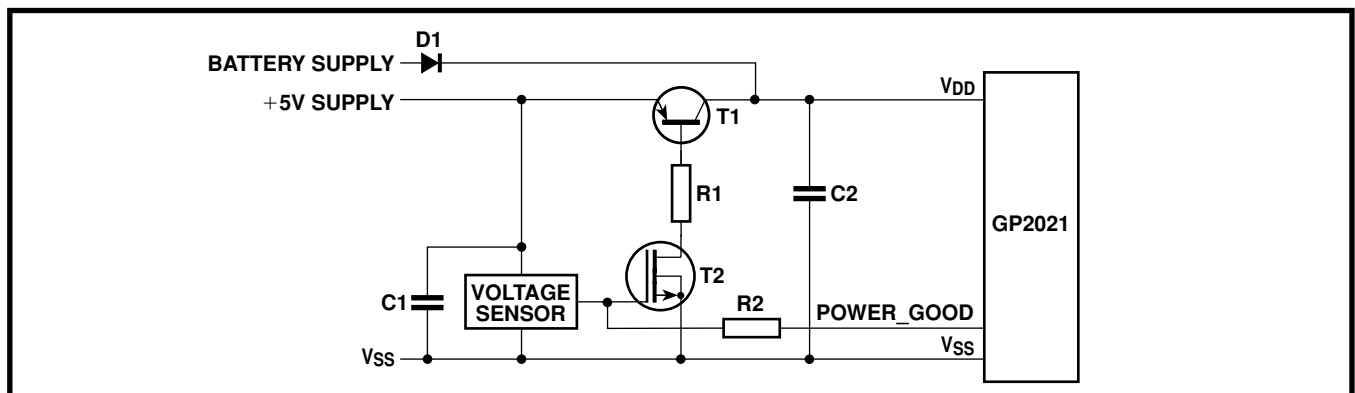 D1
BATTERY SUPPLY
+5V SUPPLY
VDD
T1
R1
C2
GP2021
T2
C1
VOLTAGE
SENSOR
R2
POWER_GOOD
VSS
VSS